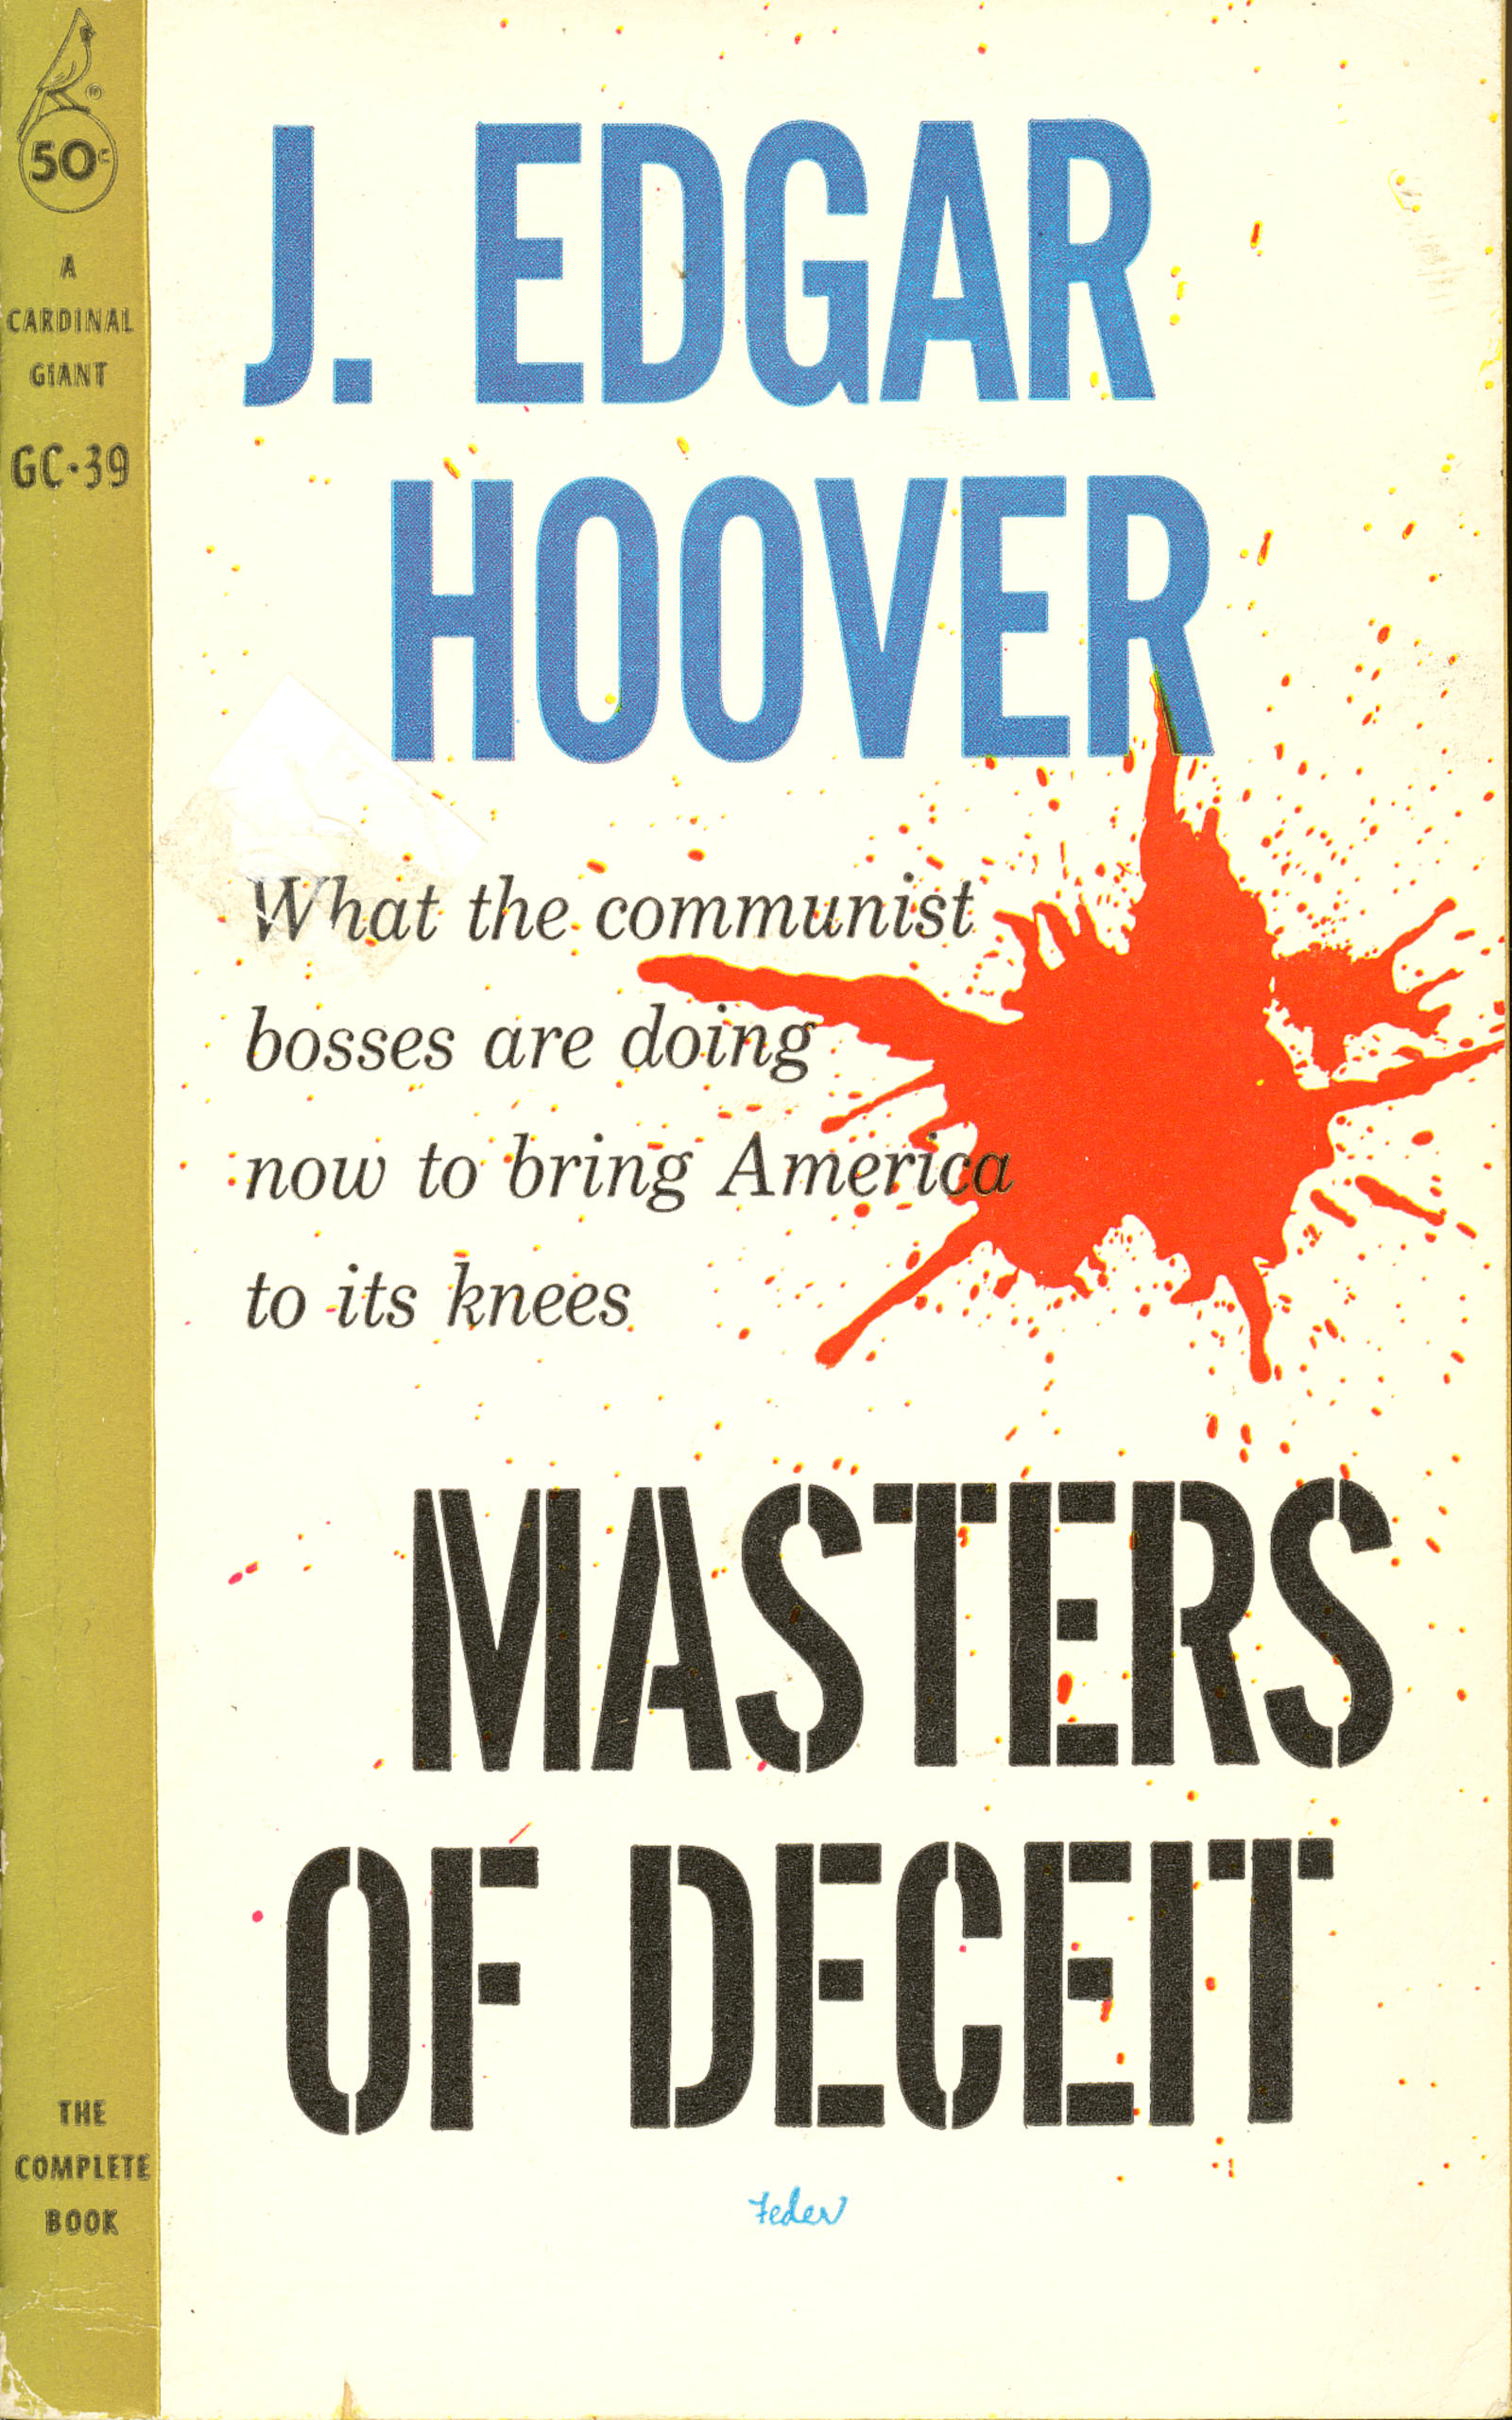 50c
A
CARDINAL
GIANT
GC·39
J. EDGAR
HOOVER
What the communist
bosses are doing
now to bring America
to its knees
MASTERS
OF DECEIT
Feder
THE
COMPLETE
BOOK